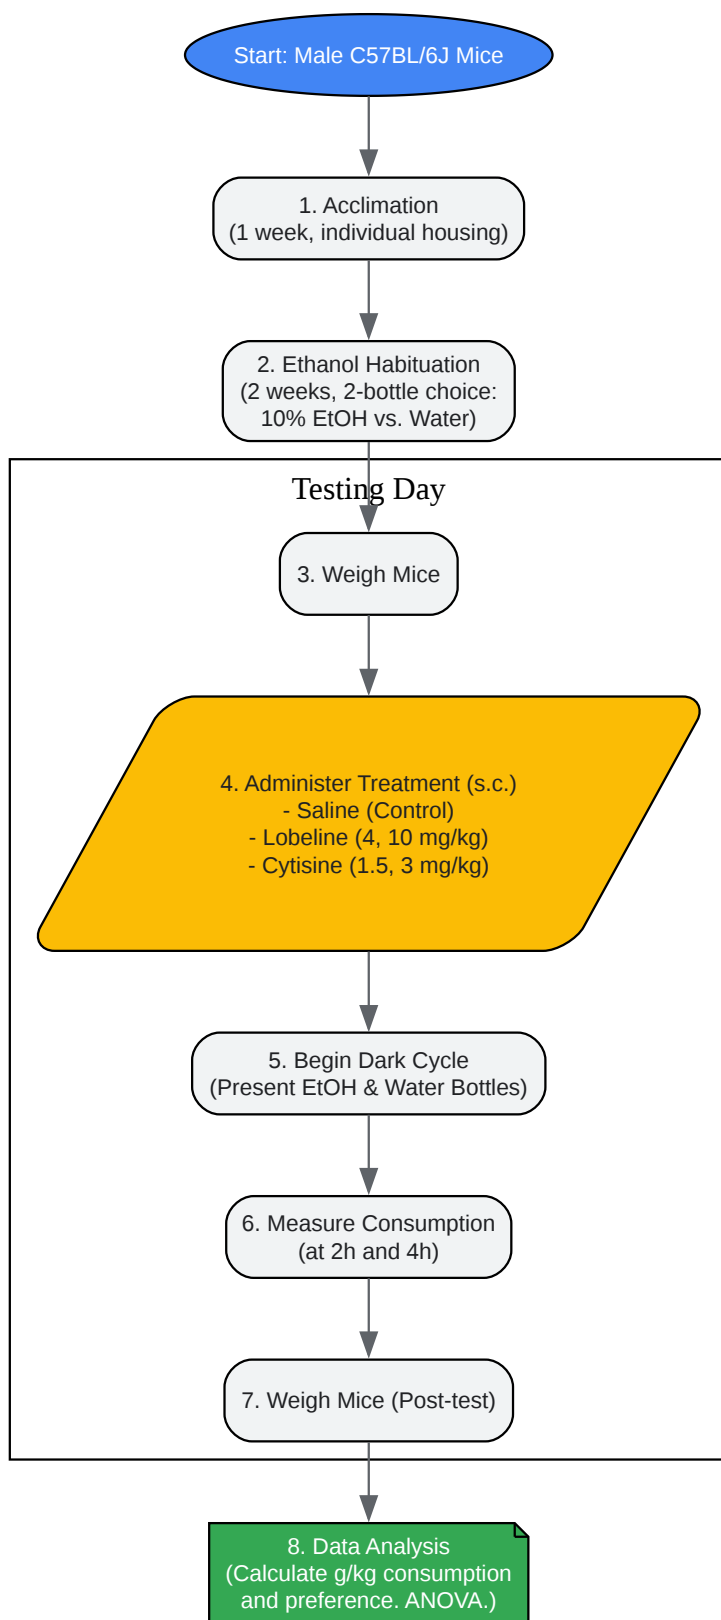 Start: Male C57BL/6J Mice
1. Acclimation
(1 week, individual housing)
2. Ethanol Habituation
(2 weeks, 2-bottle choice:
10% EtOH vs. Water)
Testing Day
3. Weigh Mice
4. Administer Treatment (s.c.)
- Saline (Control)
- Lobeline (4, 10 mg/kg)
- Cytisine (1.5, 3 mg/kg)
5. Begin Dark Cycle
(Present EtOH & Water Bottles)
6. Measure Consumption
(at 2h and 4h)
7. Weigh Mice (Post-test)
8. Data Analysis
(Calculate g/kg consumption
and preference. ANOVA.)